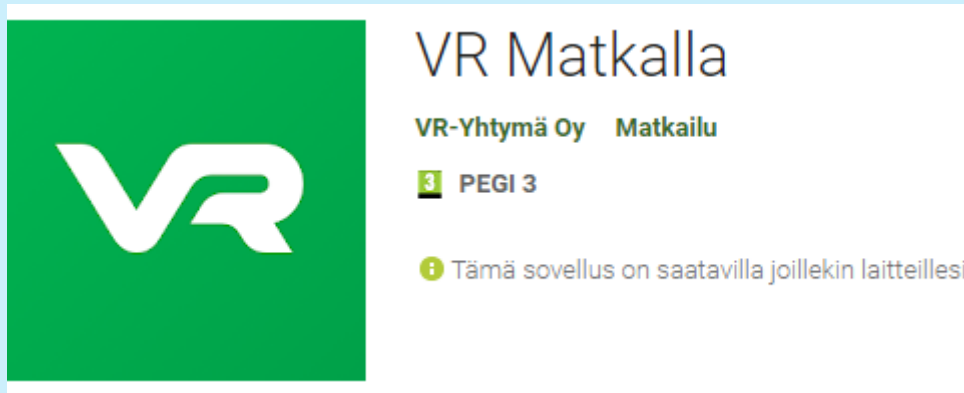 VR
VR Matkalla
VR-Yhtymä Oy Matkailu
3 PEGI 3
Tämä sovellus on saatavilla joillekin laitteillesi